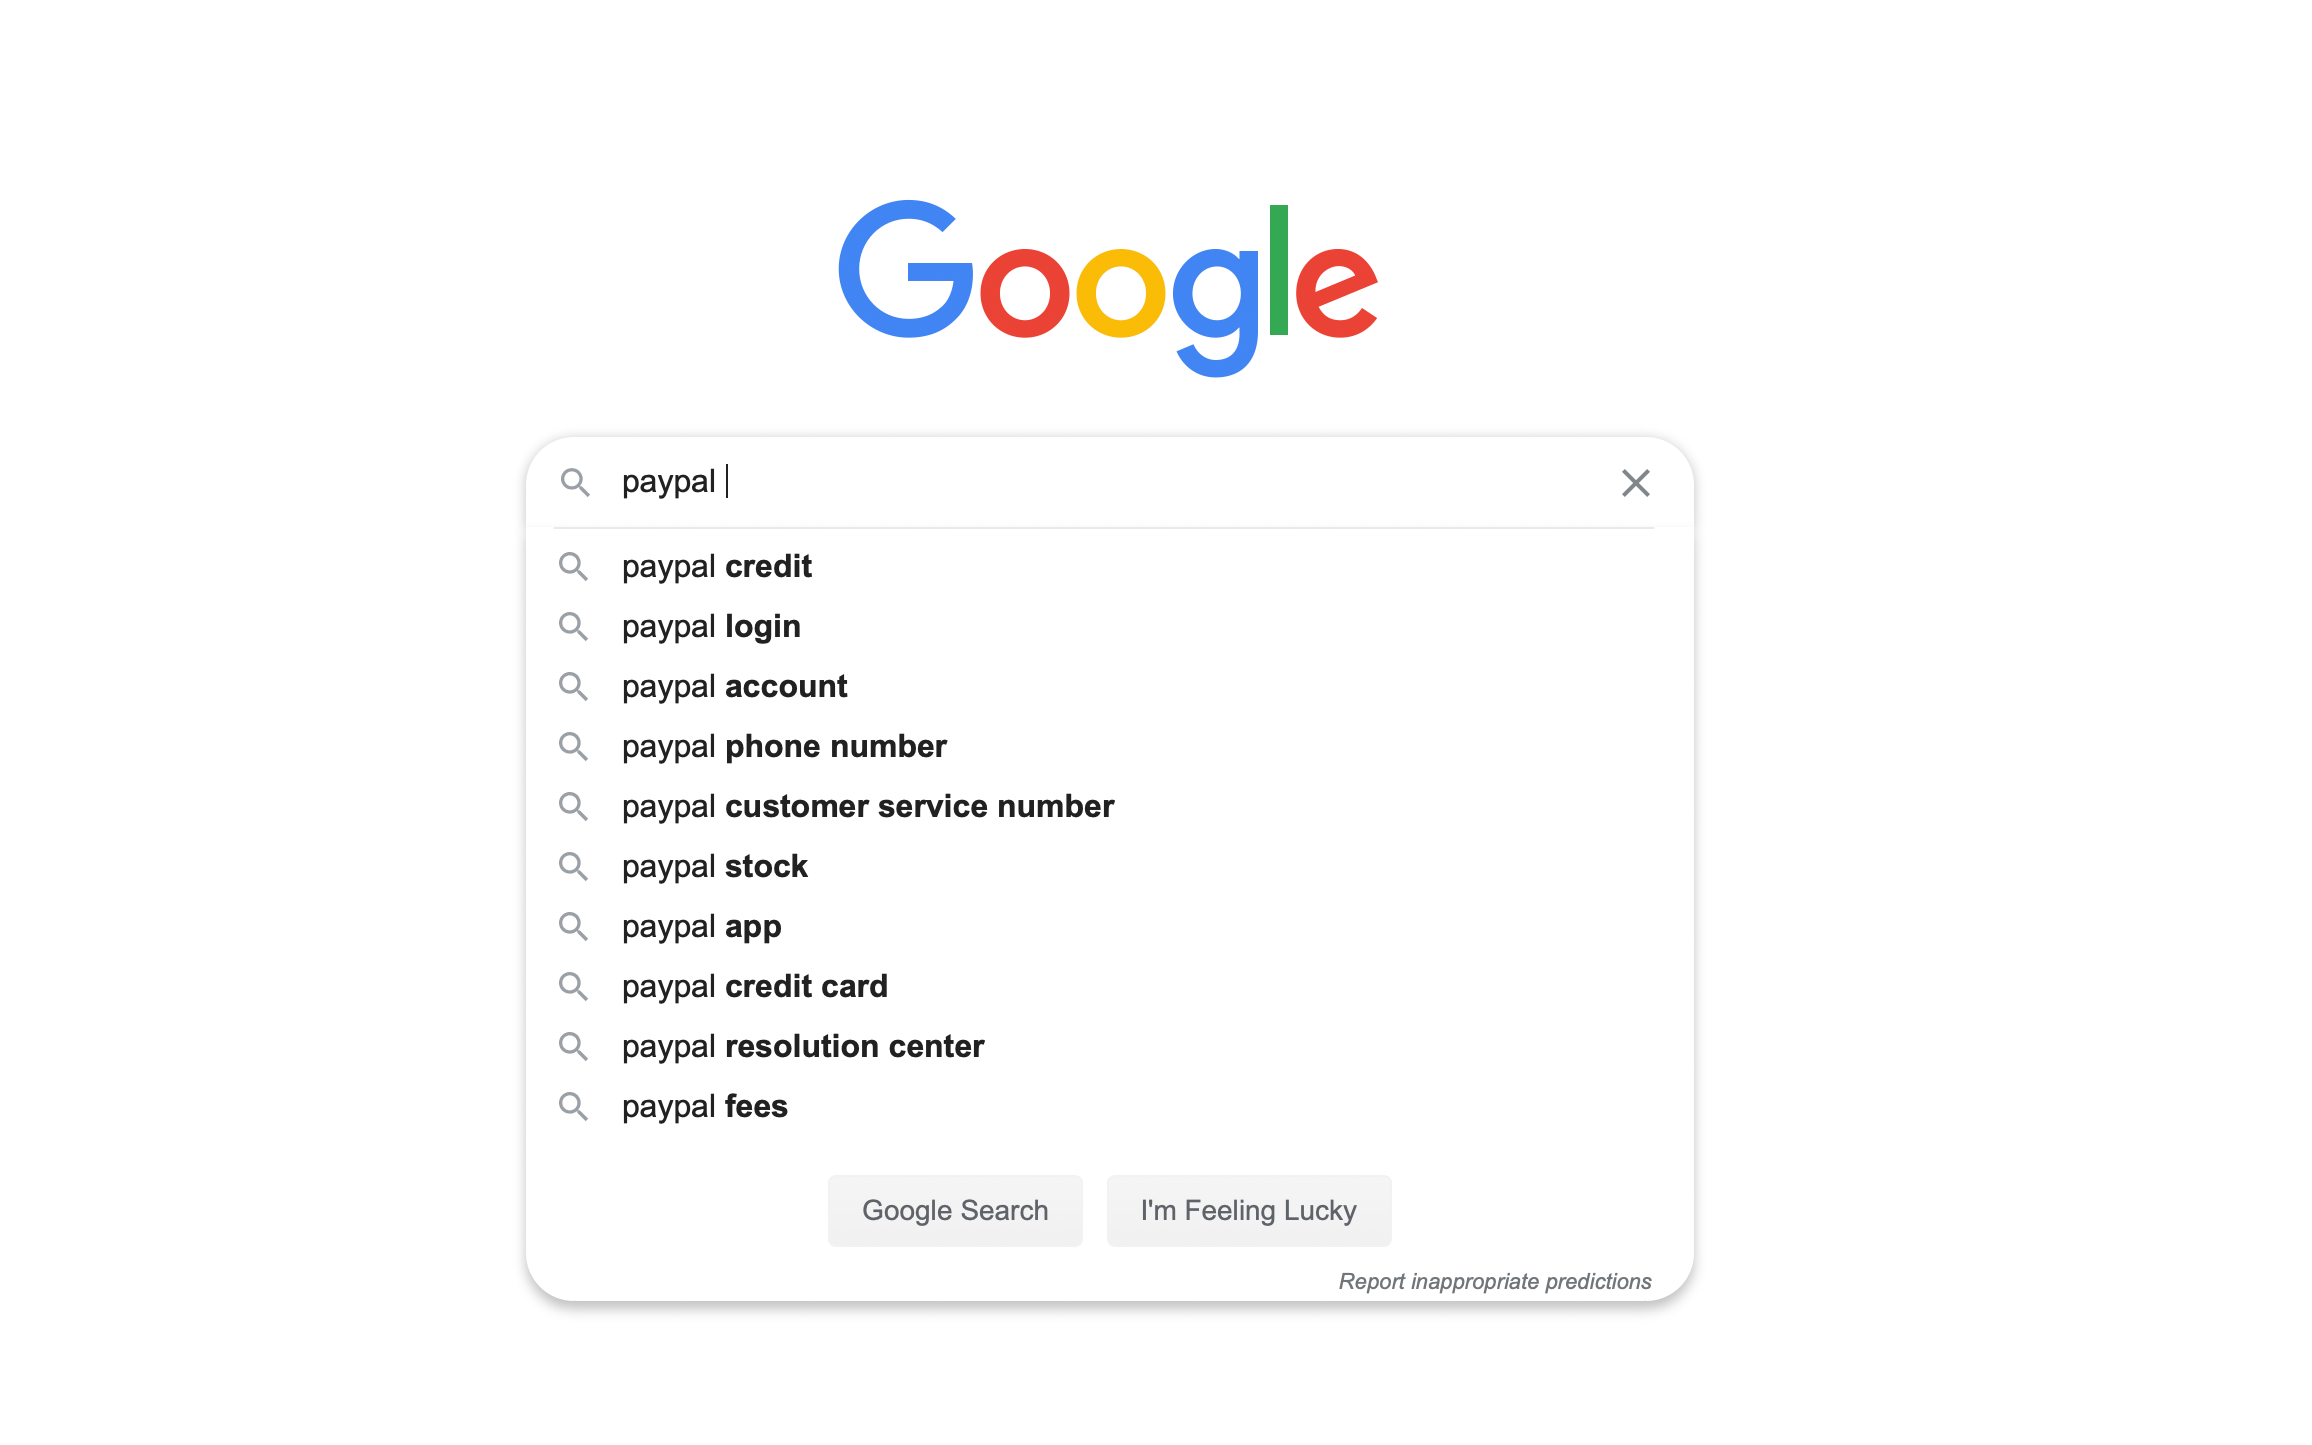 Google
paypal
paypal credit
paypal login
paypal account
paypal phone number
paypal customer service number
paypal stock
paypal app
paypal credit card
paypal resolution center
paypal fees
Google Search
I'm Feeling Lucky
Report inappropriate predictions